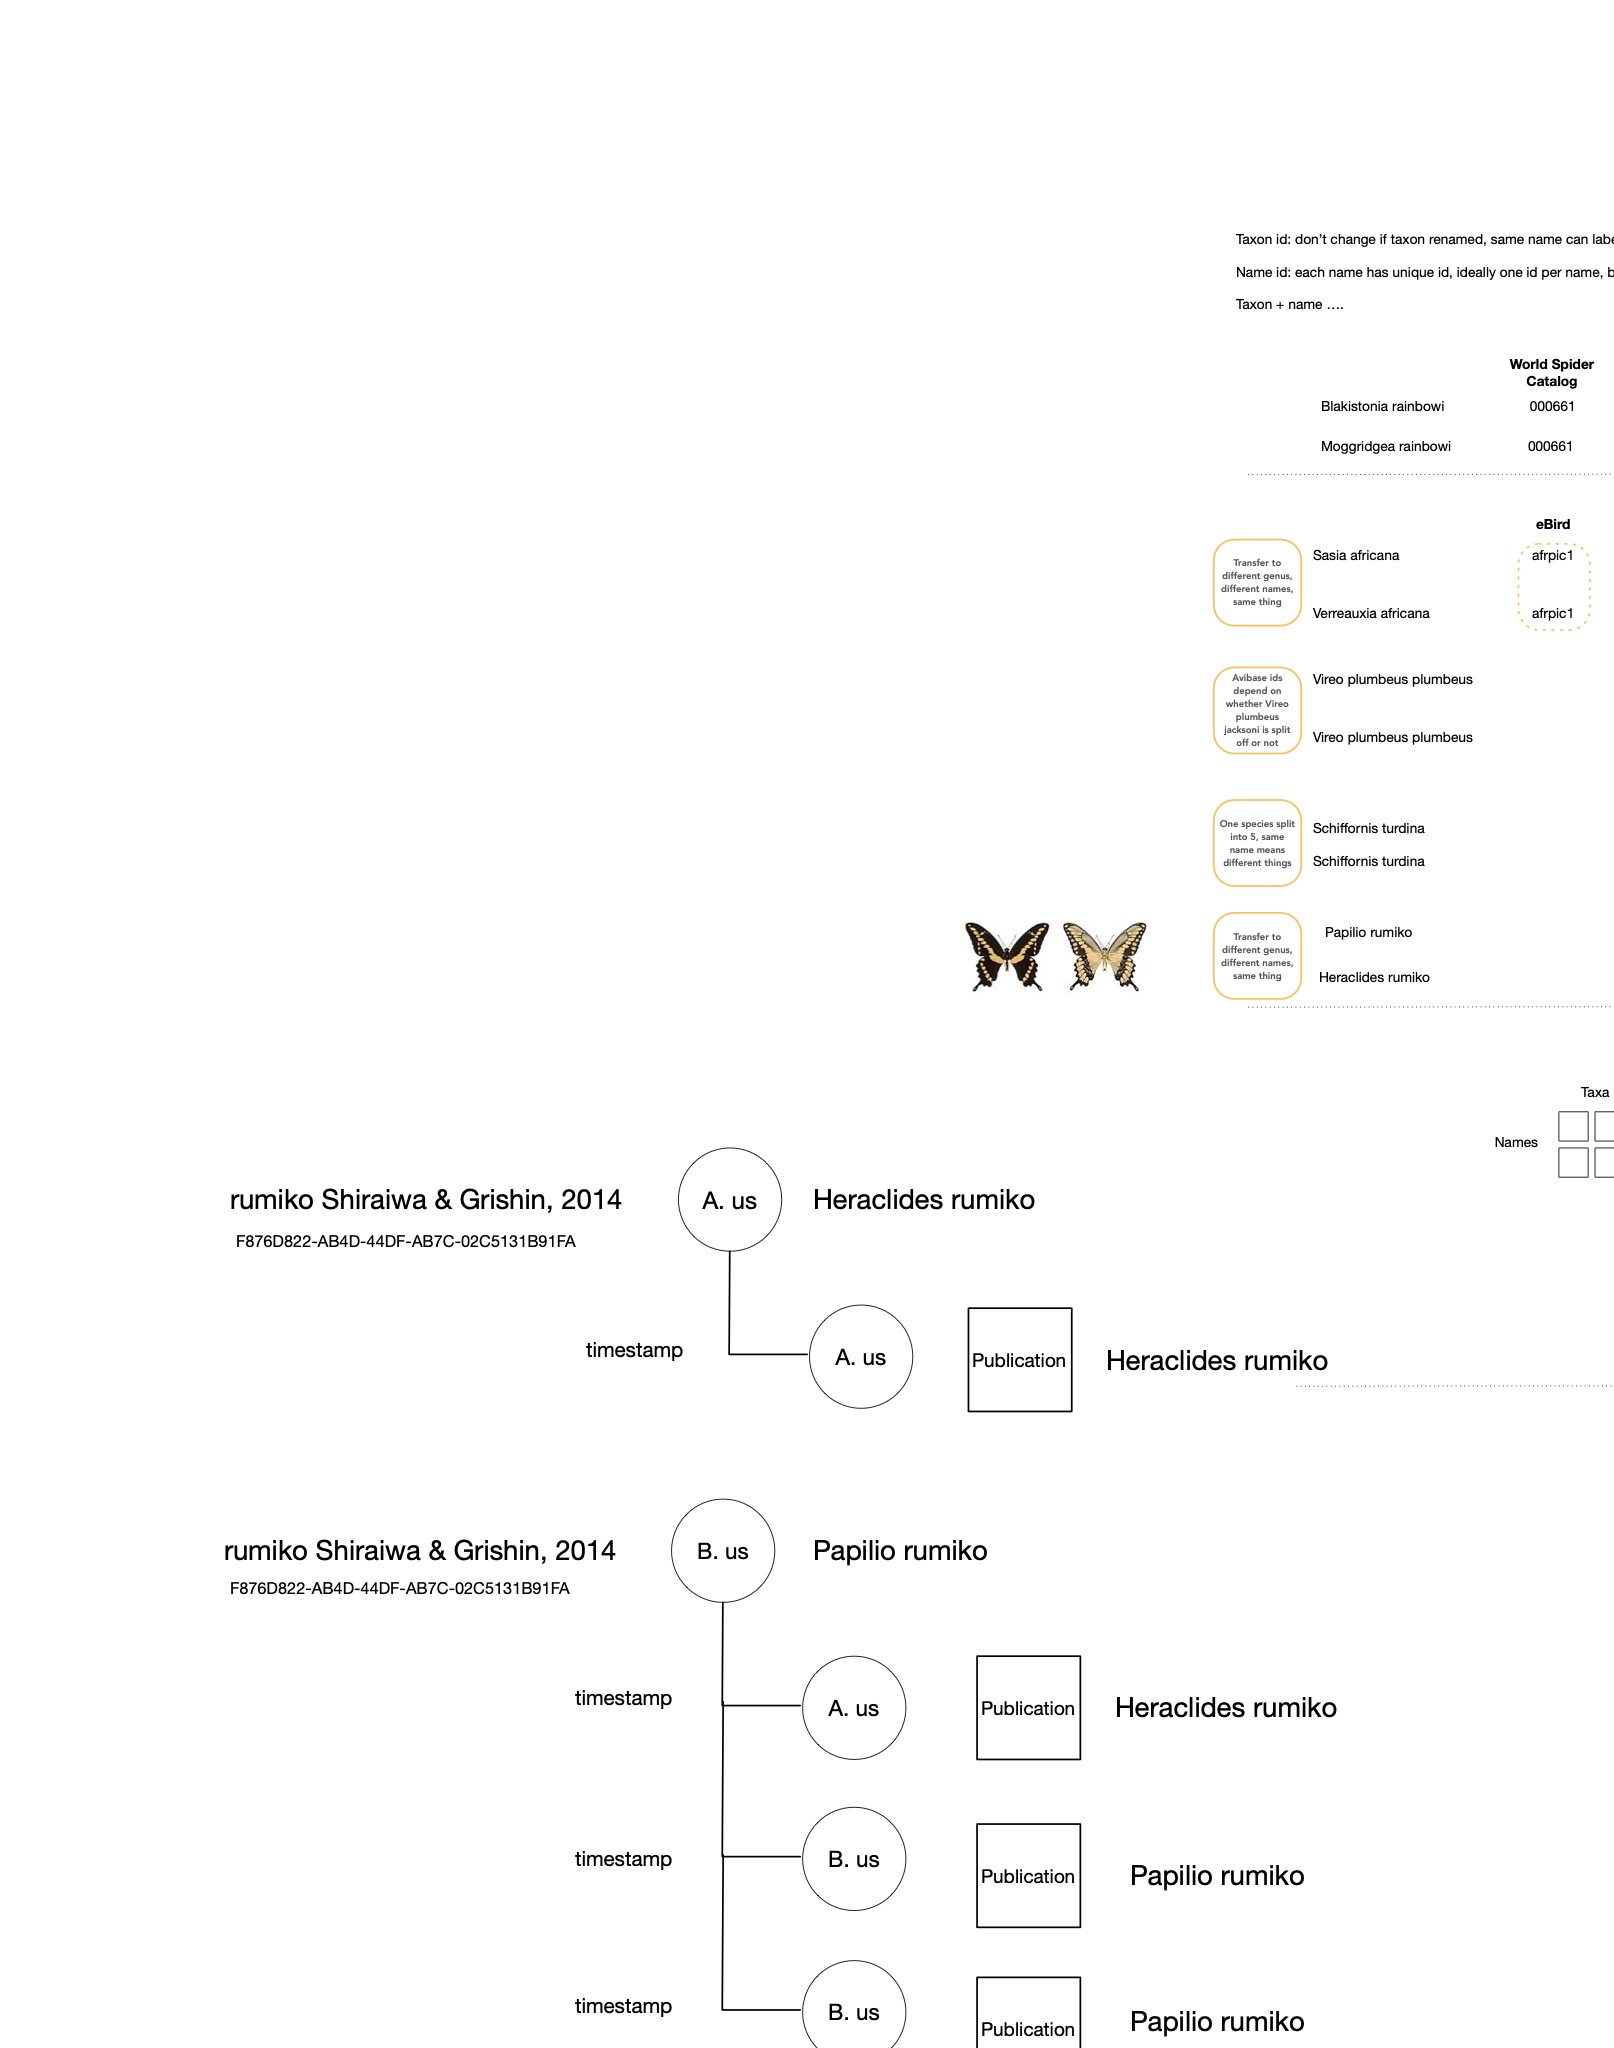 Taxon id: don't change if taxon renamed, same name can
Name id: each name has unique id, ideally one id per name,
Taxon + name ….
World Spider
Catalog
Blakistonia rainbowi 000661
Moggridgea rainbowi 000661
eBird
Transfer to
different genus,
different names,
same thing
Sasia africana afrpic1
Verreauxia africana afrpic1
Avibase ids
depend on
whether Vireo
plumbeus
jacksoni is split
off or not
Vireo plumbeus plumbeus
Vireo plumbeus plumbeus
One species split
into 5, same
name means
different things
Schiffornis turdina
Schiffornis turdina
Transfer to
different genus,
different names,
same thing
Papilio rumiko
Heraclides rumiko
Taxa
Names
rumiko Shiraiwa & Grishin, 2014 A. us Heraclides rumiko
F876D822-AB4D-44DF-AB7C-02C5131B91FA
timestamp A. us Publication Heraclides rumiko
rumiko Shiraiwa & Grishin, 2014 B. us Papilio rumiko
F876D822-AB4D-44DF-AB7C-02C5131B91FA
timestamp A. us Publication Heraclides rumiko
timestamp B. us Publication Papilio rumiko
timestamp B. us Publication Papilio rumiko